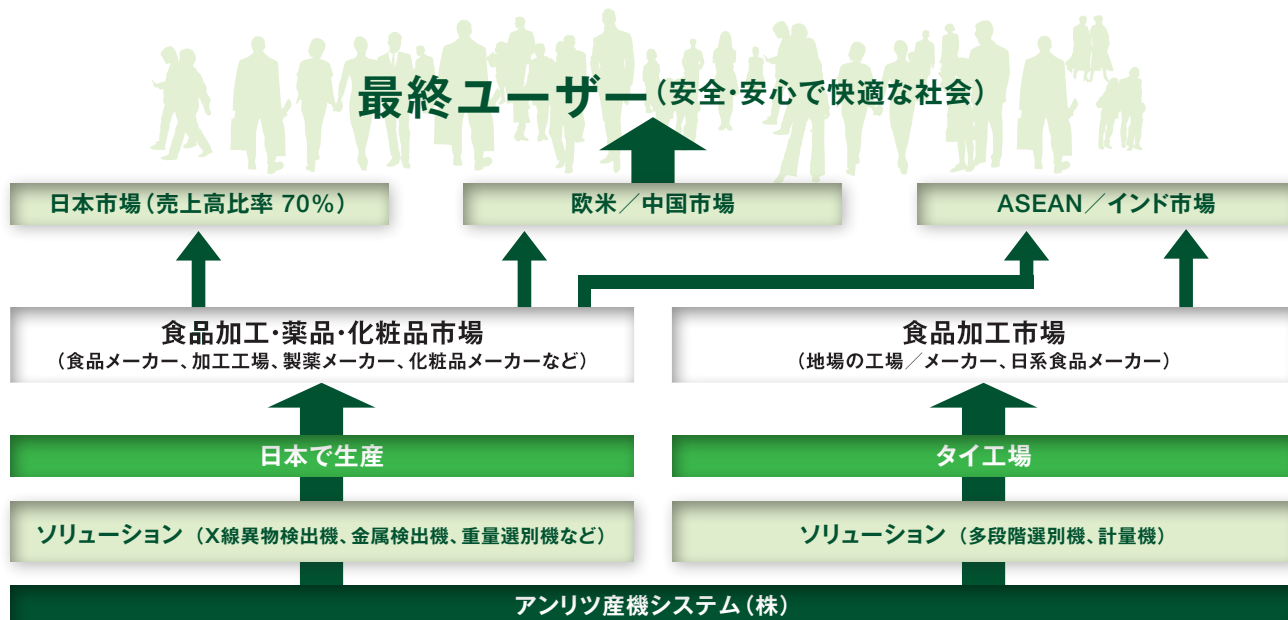 最終ユーザー(安全・安心で快適な社会)
日本市場(売上高比率 70%)
欧米/中国市場
ASEAN/インド市場
食品加工・薬品・化粧品市場
(食品メーカー、加工工場、製薬メーカー、化粧品メーカーなど)
食品加工市場
(地場の工場/メーカー、日系食品メーカー)
日本で生産
タイ工場
ソリューション (X線異物検出機、金属検出機、重量選別機など)
ソリューション (多段階選別機、計量機)
アンリツ産機システム(株)